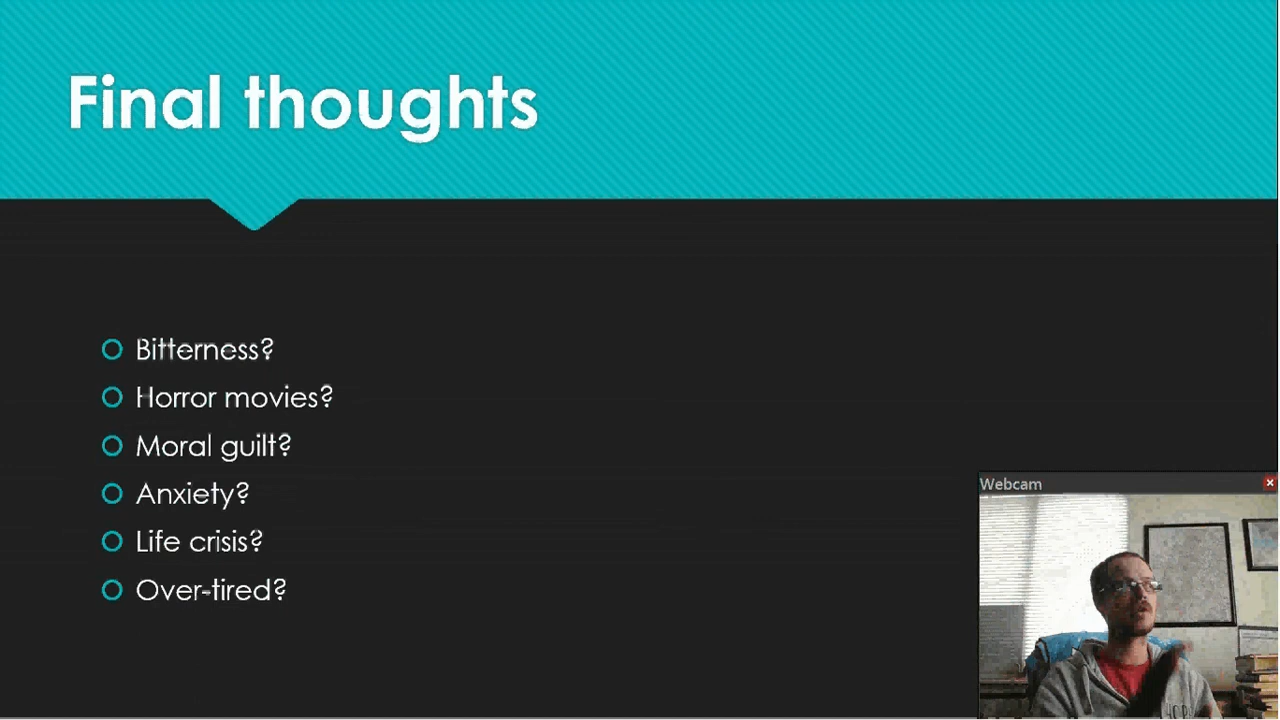 Final thoughts
Bitterness?
Horror movies?
Moral guilt?
Anxiety?
Life crisis?
Over-tired?
Webcam